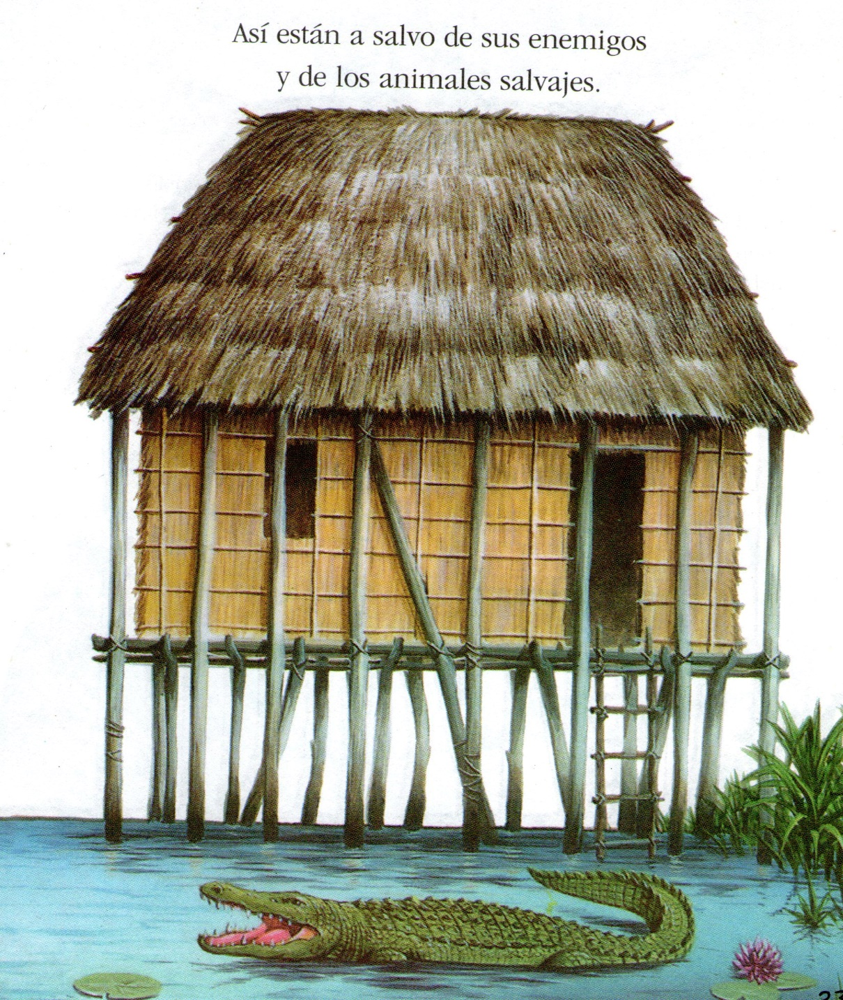 Así están a salvo de sus enemigos
y de los animales salvajes.